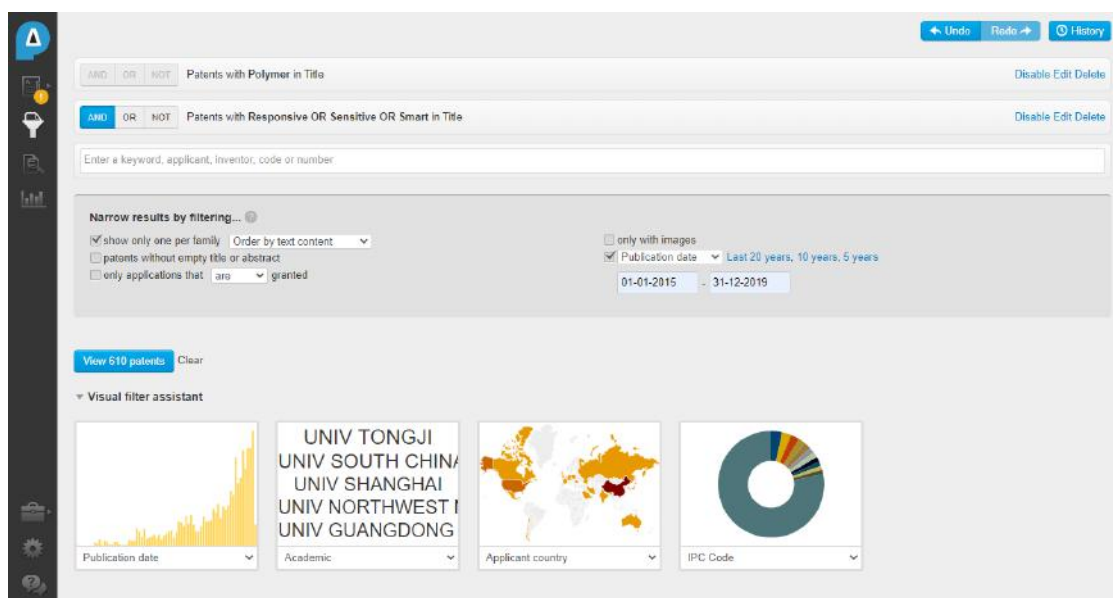 Undo Redo History
AND OR NOT Patents with Polymer in Title Disable Edit Delete
AND OR NOT Patents with Responsive OR Sensitive OR Smart in Title Disable Edit Delete
Enter a keyword, applicant, inventor, code or number
Narrow results by filtering... ?
show only one per family Order by text content
only with images
patents without empty title or abstract
Publication date Last 20 years, 10 years, 5 years
only applications that are granted
01-01-2015 - 31-12-2019
View 610 patents Clear
Visual filter assistant
UNIV TONGJI
UNIV SOUTH CHINA
UNIV SHANGHAI
UNIV NORTHWEST
UNIV GUANGDONG
Publication date Academic Applicant country IPC Code